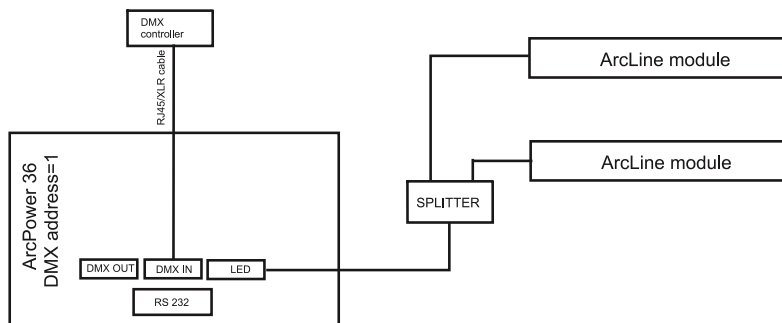 DMX
controller
RJ45/XLR cable
ArcLine module
ArcLine module
SPLITTER
ArcPower 36
DMX address=1
DMX OUT
DMX IN
LED
RS 232